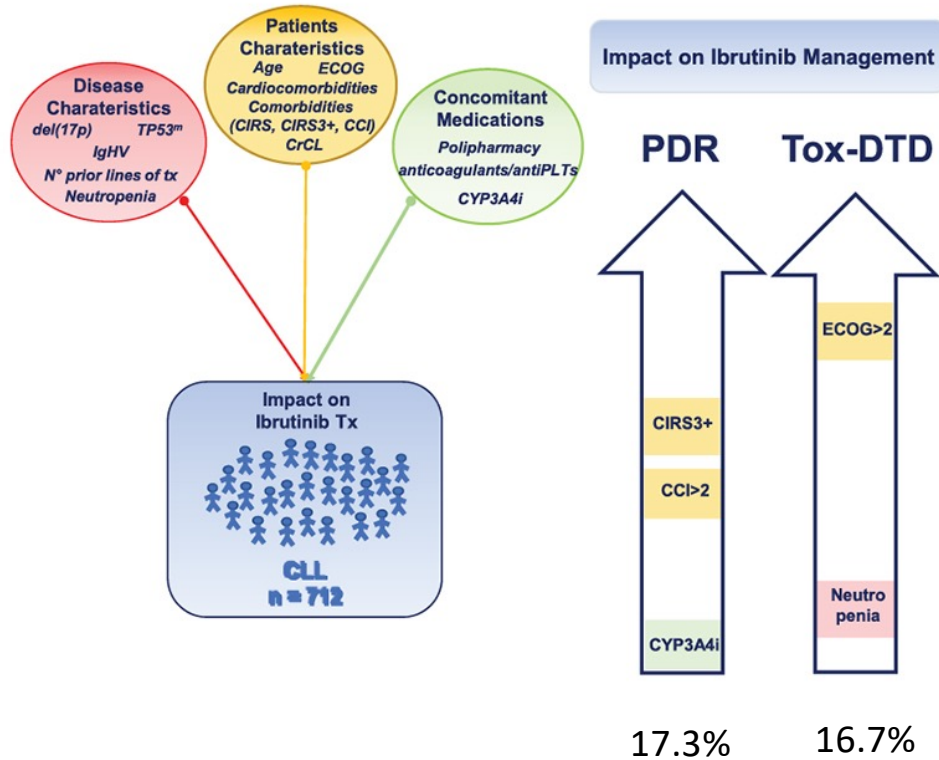 Disease
Charateristics
del(17p) TP53ᵐ
IgHV
N° prior lines of tx
Neutropenia
Patients
Charateristics
Age ECOG
Cardiocomorbidities
Comorbidities
(CIRS, CIRS3+, CCI)
CrCL
Concomitant
Medications
Polipharmacy
anticoagulants/antiPLTs
CYP3A4i
Impact on
Ibrutinib Tx
CLL
n = 712
Impact on Ibrutinib Management
PDR
CIRS3+
CCI>2
CYP3A4i
17.3%
Tox-DTD
ECOG>2
Neutro
penia
16.7%